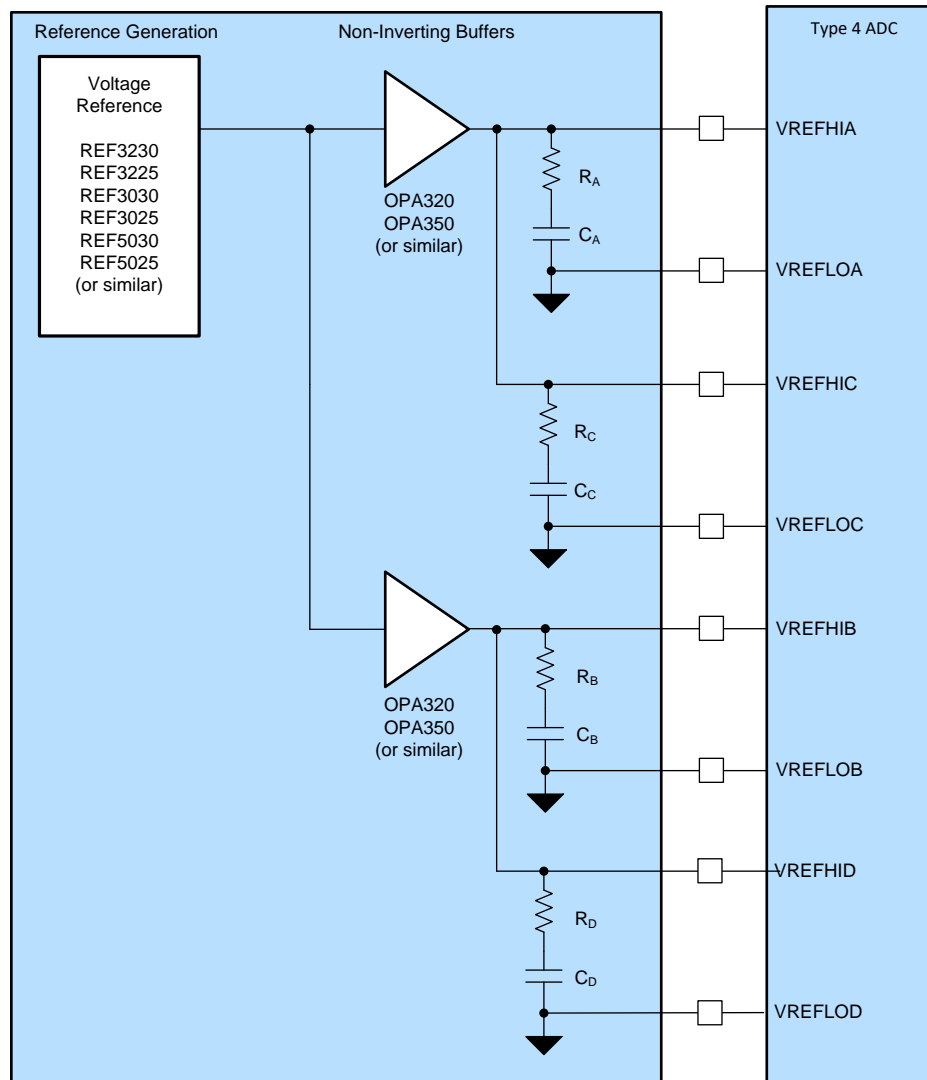 Reference Generation
Non-Inverting Buffers
Type 4 ADC
Voltage
Reference
REF3230
REF3225
REF3030
REF3025
REF5030
REF5025
(or similar)
OPA320
OPA350
(or similar)
RA
CA
VREFHIA
VREFLOA
RC
CC
VREFHIC
VREFLOC
OPA320
OPA350
(or similar)
RB
CB
VREFHIB
VREFLOB
RD
CD
VREFHID
VREFLOD